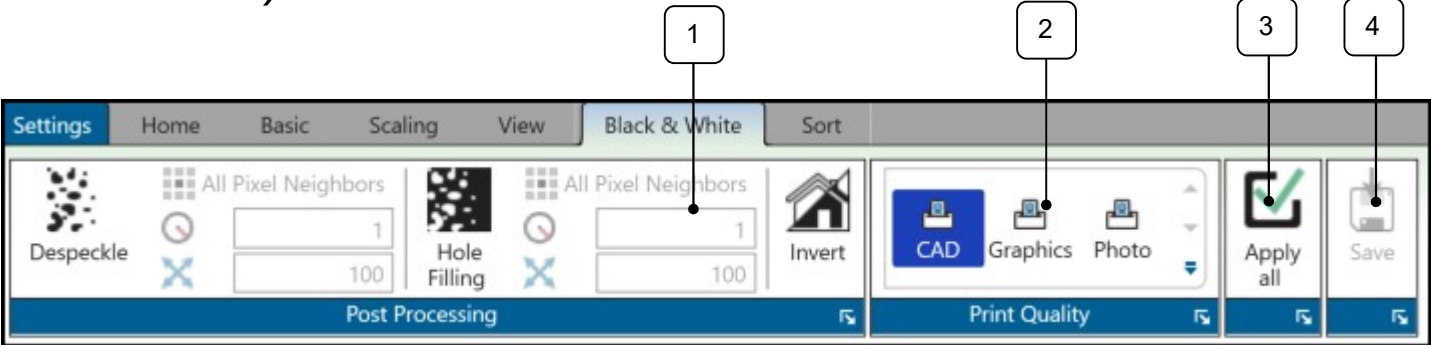 1 2 3 4
Settings Home Basic Scaling View Black & White Sort
All Pixel Neighbors All Pixel Neighbors
1 1
Despeckle Hole Filling Invert CAD Graphics Photo Apply all Save
100 100
Post Processing Print Quality